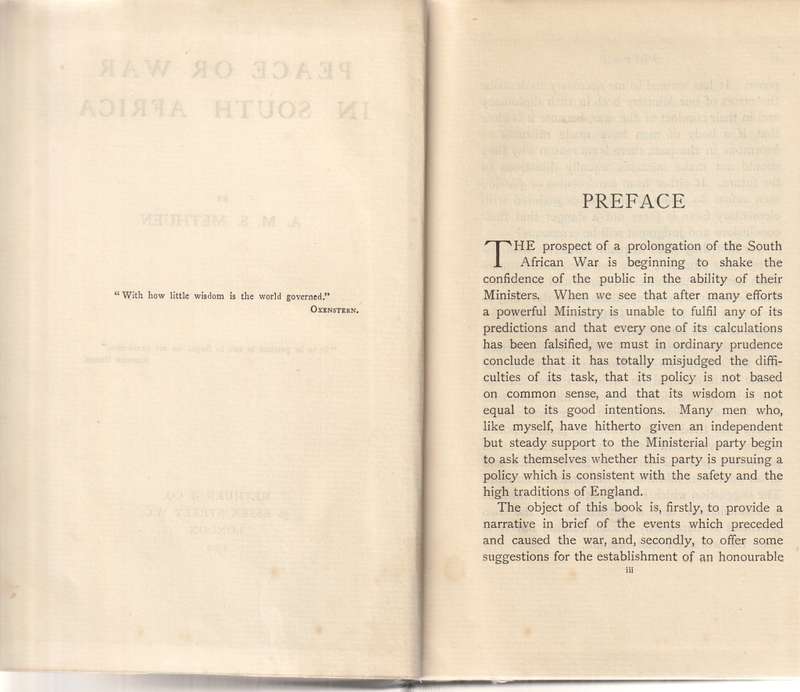 "With how little wisdom is the world governed."
OXENSTERN.
PREFACE
THE prospect of a prolongation of the South
African War is beginning to shake the
confidence of the public in the ability of their
Ministers. When we see that after many efforts
a powerful Ministry is unable to fulfil any of its
predictions and that every one of its calculations
has been falsified, we must in ordinary prudence
conclude that it has totally misjudged the diffi-
culties of its task, that its policy is not based
on common sense, and that its wisdom is not
equal to its good intentions. Many men who,
like myself, have hitherto given an independent
but steady support to the Ministerial party begin
to ask themselves whether this party is pursuing a
policy which is consistent with the safety and the
high traditions of England.
The object of this book is, firstly, to provide a
narrative in brief of the events which preceded
and caused the war, and, secondly, to offer some
suggestions for the establishment of an honourable
iii